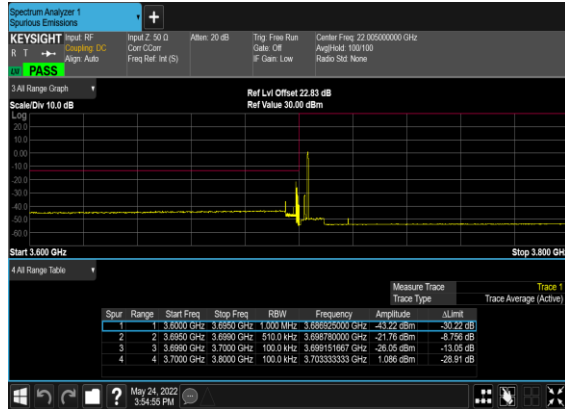 Spectrum Analyzer 1
Spurious Emissions
KEYSIGHT Input: RF Input Z: 50 Ω Atten: 20 dB Trig: Free Run Center Freq: 22.005000000 GHz
R T Coupling: DC Corr CCorr Gate: Off Avg|Hold: 100/100
Align: Auto Freq Ref: Int (S) IF Gain: Low Radio Std: None
LV PASS
3 All Range Graph Ref Lvl Offset 22.83 dB
Scale/Div 10.0 dB Ref Value 30.00 dBm
Log
20.0
10.0
0.00
-10.0
-20.0
-30.0
-40.0
-50.0
-60.0
Start 3.600 GHz Stop 3.800 GHz
4 All Range Table
Measure Trace Trace 1
Trace Type Trace Average (Active)
Spur Range Start Freq Stop Freq RBW Frequency Amplitude ΔLimit
1 1 3.6000 GHz 3.6950 GHz 1.000 MHz 3.686925000 GHz -43.22 dBm -30.22 dB
2 2 3.6950 GHz 3.6990 GHz 510.0 kHz 3.698780000 GHz -21.76 dBm -8.756 dB
3 3 3.6990 GHz 3.7000 GHz 100.0 kHz 3.699151667 GHz -26.05 dBm -13.05 dB
4 4 3.7000 GHz 3.8000 GHz 100.0 kHz 3.703333333 GHz 1.086 dBm -28.91 dB
? May 24, 2022
3:54:55 PM